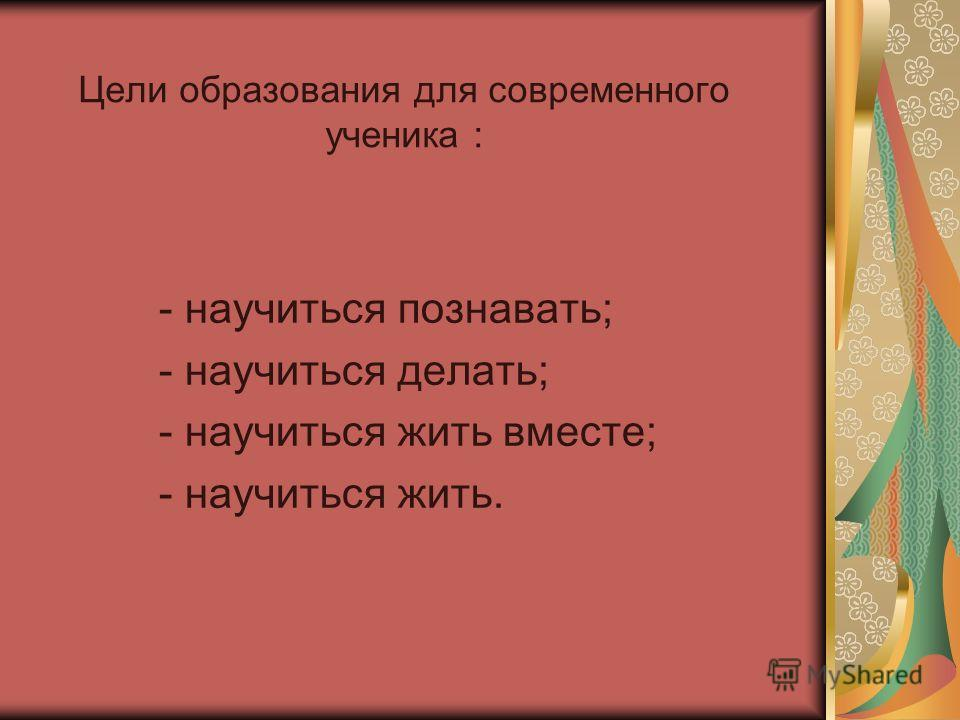 Цели образования для современного
ученика :
- научиться познавать;
- научиться делать;
- научиться жить вместе;
- научиться жить.
MyShared